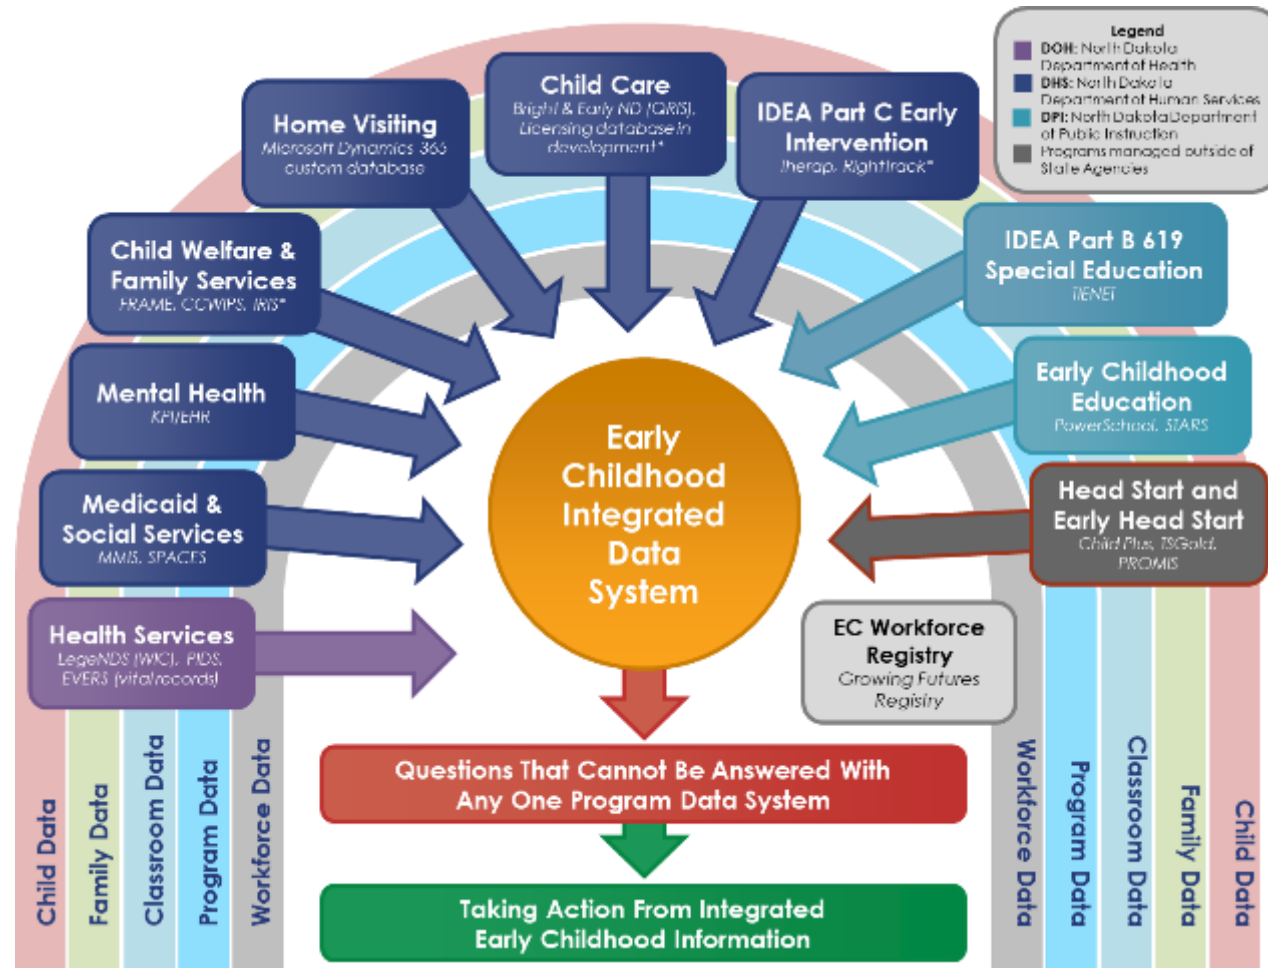 Legend
DOH: North Dakota
Department of Health
DHS: North Dakota
Department of Human Services
DPI: North Dakota Department
of Public Instruction
Programs managed outside of
State Agencies
Child Care
Bright & Early ND (QRIS),
Licensing database in
development*
Home Visiting
Microsoft Dynamics 365
custom database
IDEA Part C Early
Intervention
Therap, RightTrack*
Child Welfare &
Family Services
FRAME, CCWIPS, IRIS*
IDEA Part B 619
Special Education
TIENET
Mental Health
KPI/EHR
Early Childhood
Education
PowerSchool, STARS
Medicaid &
Social Services
MMIS, SPACES
Head Start and
Early Head Start
Child Plus, TSGold,
PROMIS
Early
Childhood
Integrated
Data
System
Health Services
LegeNDS (WIC), PIDS,
EVERS (vital records)
EC Workforce
Registry
Growing Futures
Registry
Questions That Cannot Be Answered With
Any One Program Data System
Taking Action From Integrated
Early Childhood Information
Child Data
Family Data
Classroom Data
Program Data
Workforce Data
Workforce Data
Program Data
Classroom Data
Family Data
Child Data